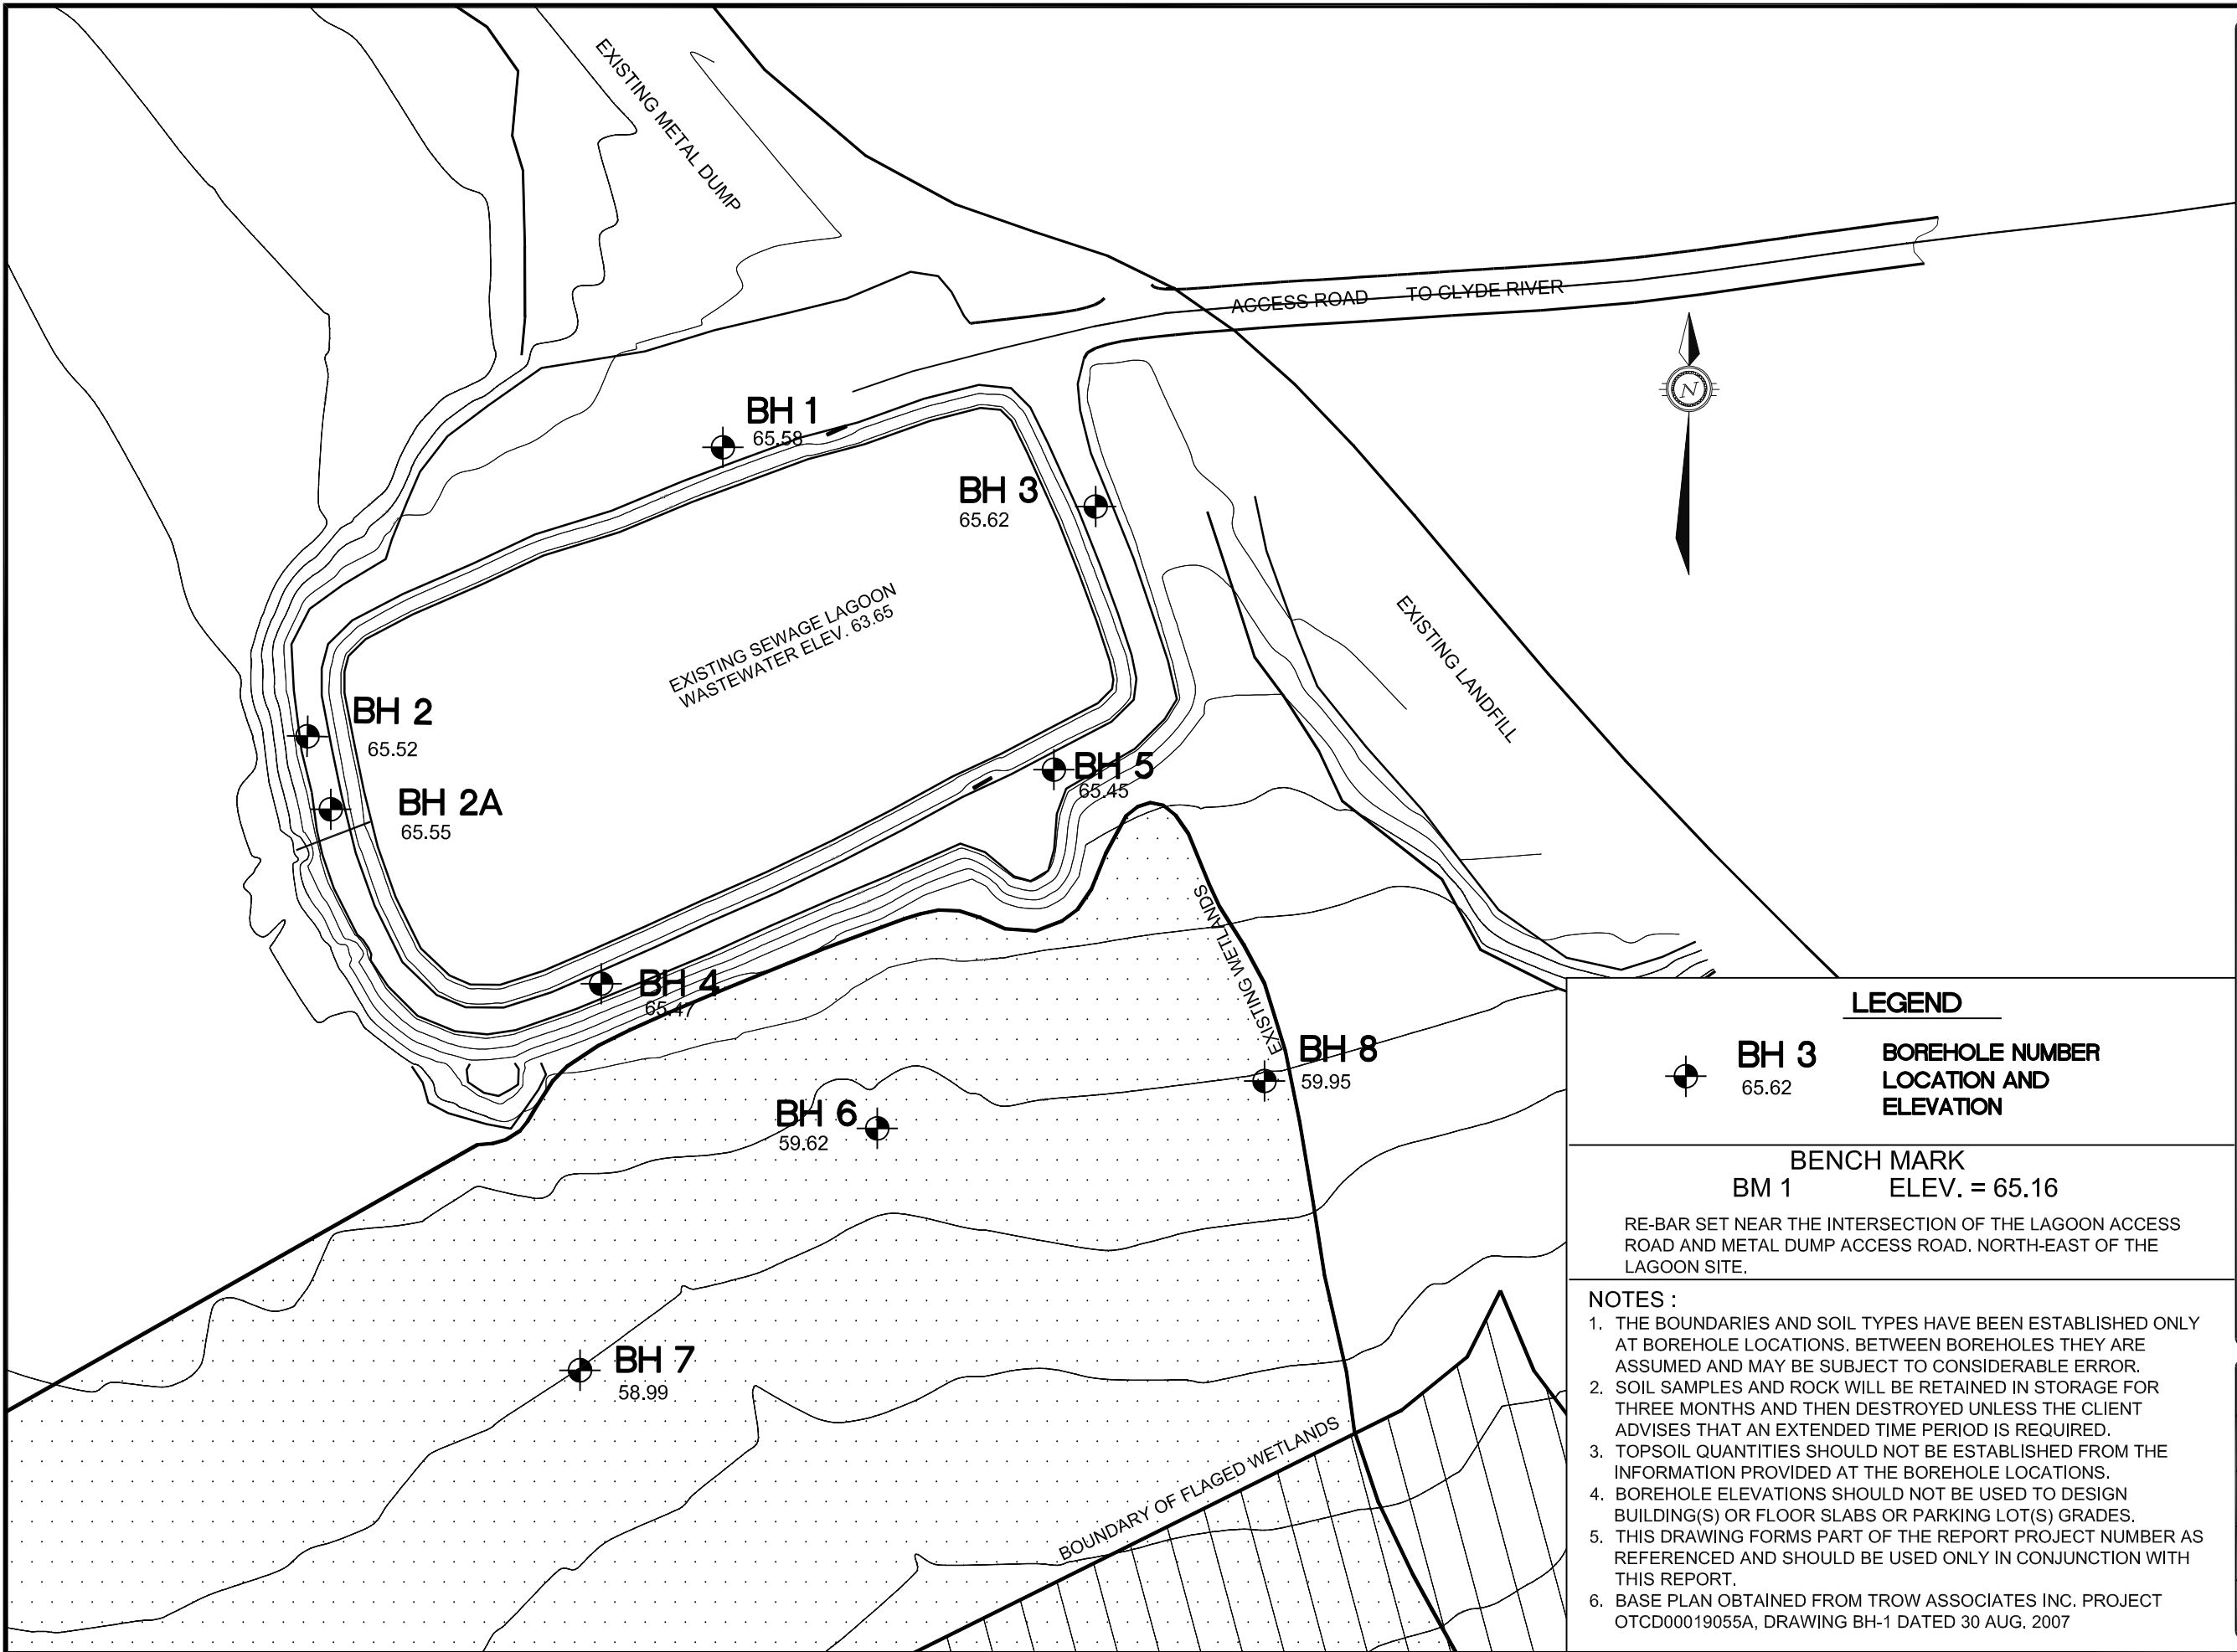 EXISTING METAL DUMP
ACCESS ROAD TO CLYDE RIVER
N
BH 1
65.58
BH 3
65.62
EXISTING SEWAGE LAGOON
WASTEWATER ELEV. 63.65
EXISTING LANDFILL
BH 2
65.52
BH 2A
65.55
BH 5
65.45
EXISTING WETLANDS
BH 4
65.47
BH 8
59.95
BH 6
59.62
BH 7
58.99
BOUNDARY OF FLAGED WETLANDS
LEGEND
BH 3
65.62
BOREHOLE NUMBER
LOCATION AND
ELEVATION
BENCH MARK
BM 1 ELEV. = 65.16
RE-BAR SET NEAR THE INTERSECTION OF THE LAGOON ACCESS
ROAD AND METAL DUMP ACCESS ROAD. NORTH-EAST OF THE
LAGOON SITE.
NOTES :
1. THE BOUNDARIES AND SOIL TYPES HAVE BEEN ESTABLISHED ONLY
AT BOREHOLE LOCATIONS. BETWEEN BOREHOLES THEY ARE
ASSUMED AND MAY BE SUBJECT TO CONSIDERABLE ERROR.
2. SOIL SAMPLES AND ROCK WILL BE RETAINED IN STORAGE FOR
THREE MONTHS AND THEN DESTROYED UNLESS THE CLIENT
ADVISES THAT AN EXTENDED TIME PERIOD IS REQUIRED.
3. TOPSOIL QUANTITIES SHOULD NOT BE ESTABLISHED FROM THE
INFORMATION PROVIDED AT THE BOREHOLE LOCATIONS.
4. BOREHOLE ELEVATIONS SHOULD NOT BE USED TO DESIGN
BUILDING(S) OR FLOOR SLABS OR PARKING LOT(S) GRADES.
5. THIS DRAWING FORMS PART OF THE REPORT PROJECT NUMBER AS
REFERENCED AND SHOULD BE USED ONLY IN CONJUNCTION WITH
THIS REPORT.
6. BASE PLAN OBTAINED FROM TROW ASSOCIATES INC. PROJECT
OTCD00019055A, DRAWING BH-1 DATED 30 AUG. 2007